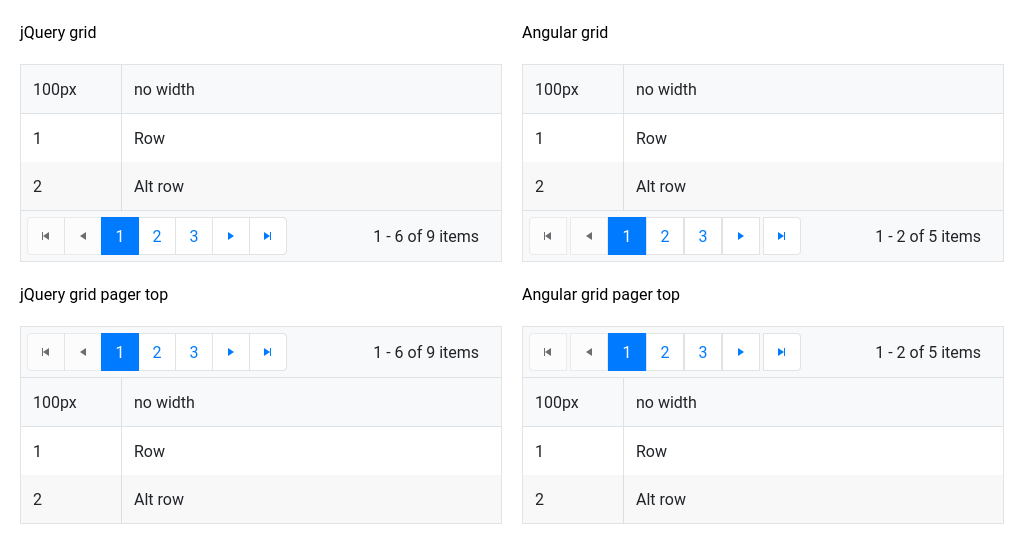 jQuery grid
100px no width
1 Row
2 Alt row
1 2 3 1 - 6 of 9 items
Angular grid
100px no width
1 Row
2 Alt row
1 2 3 1 - 2 of 5 items
jQuery grid pager top
1 2 3 1 - 6 of 9 items
100px no width
1 Row
2 Alt row
Angular grid pager top
1 2 3 1 - 2 of 5 items
100px no width
1 Row
2 Alt row